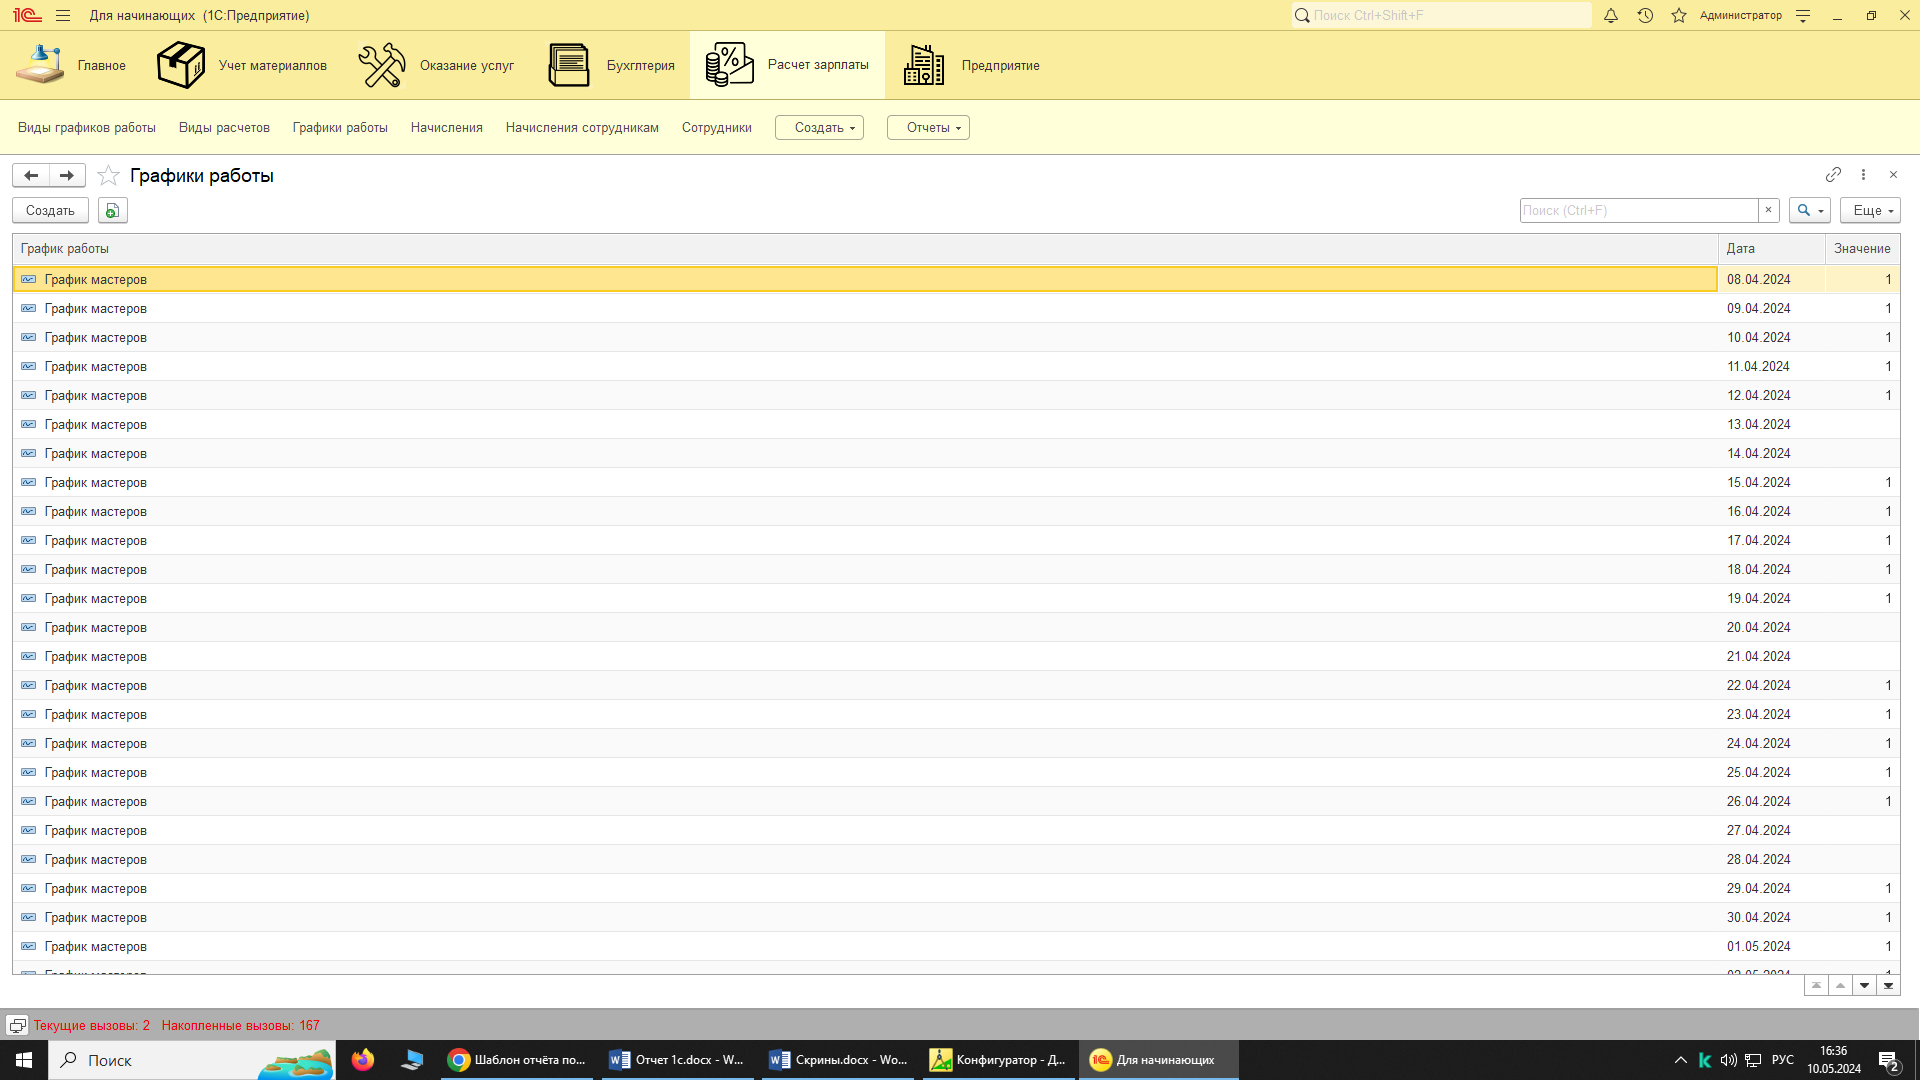 Для начинающих (1С:Предприятие)
Поиск Ctrl+Shift+F
Администратор
Главное
Учет материаллов
Оказание услуг
Бухглтерия
Расчет зарплаты
Предприятие
Виды графиков работы
Виды расчетов
Графики работы
Начисления
Начисления сотрудникам
Сотрудники
Создать
Отчеты
Графики работы
Создать
Поиск (Ctrl+F)
×
Еще
График работы Дата Значение
График мастеров 08.04.2024 1
График мастеров 09.04.2024 1
График мастеров 10.04.2024 1
График мастеров 11.04.2024 1
График мастеров 12.04.2024 1
График мастеров 13.04.2024
График мастеров 14.04.2024
График мастеров 15.04.2024 1
График мастеров 16.04.2024 1
График мастеров 17.04.2024 1
График мастеров 18.04.2024 1
График мастеров 19.04.2024 1
График мастеров 20.04.2024
График мастеров 21.04.2024
График мастеров 22.04.2024 1
График мастеров 23.04.2024 1
График мастеров 24.04.2024 1
График мастеров 25.04.2024 1
График мастеров 26.04.2024 1
График мастеров 27.04.2024
График мастеров 28.04.2024
График мастеров 29.04.2024 1
График мастеров 30.04.2024 1
График мастеров 01.05.2024 1
График мастеров 02.05.2024 1
Текущие вызовы: 2 Накопленные вызовы: 167
Поиск
Шаблон отчёта по...
Отчет 1с.docx - W...
Скрины.docx - Wo...
Конфигуратор - Д...
Для начинающих
РУС
16:36
10.05.2024
2